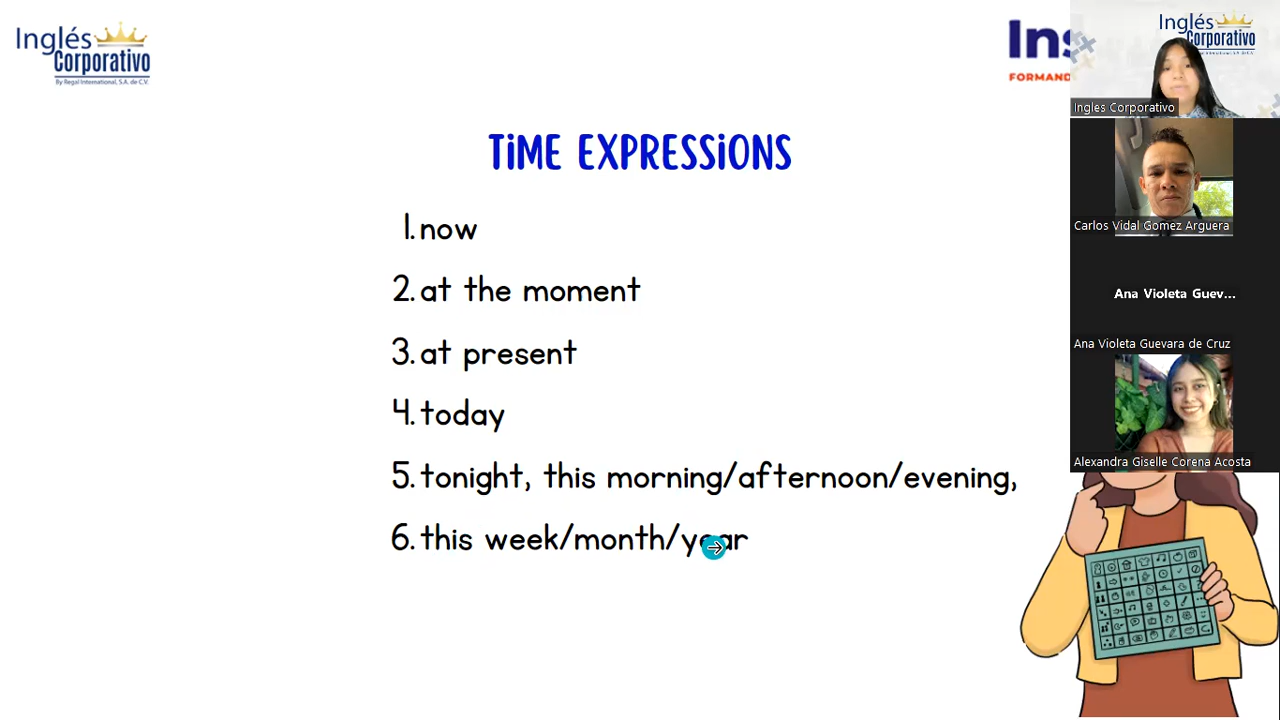 Inglés
Corporativo
By Regal International, S.A. de C.V.
Ins
FORMAND
TiME EXPRESSiONS
1. now
2. at the moment
3. at present
4. today
5. tonight, this morning/afternoon/evening,
6. this week/month/year
Inglés
Corporativo
Ingles Corporativo
Carlos Vidal Gomez Arguera
Ana Violeta Guev...
Ana Violeta Guevara de Cruz
Alexandra Giselle Corena Acosta